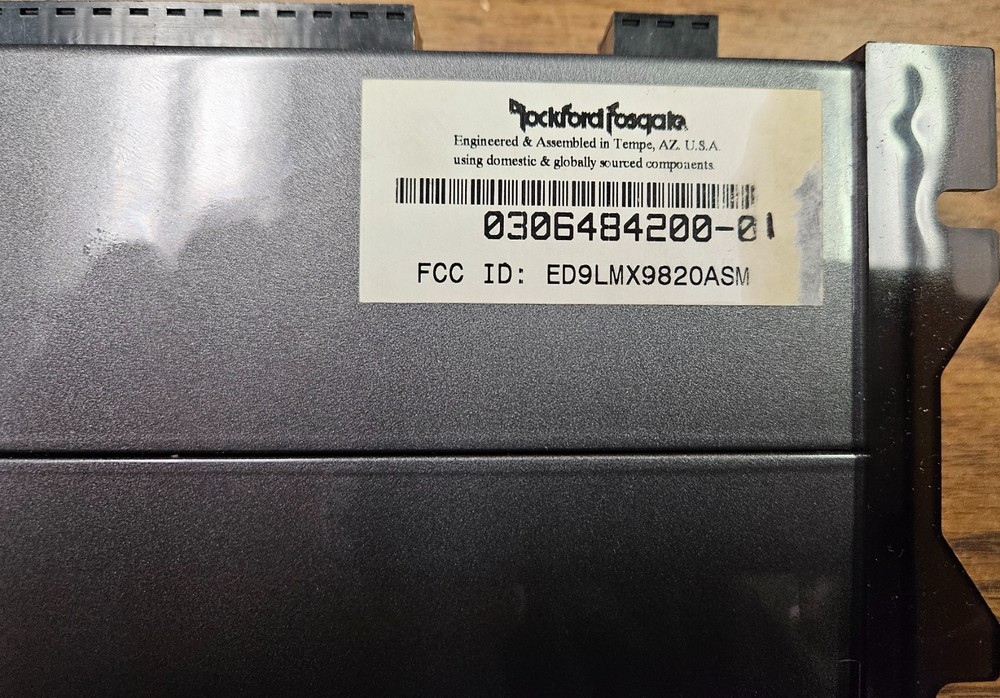 Rockford Fosgate
Engineered & Assembled in Tempe, AZ. U.S.A.
using domestic & globally sourced components.
0306484200-01
FCC ID: ED9LMX9820ASM